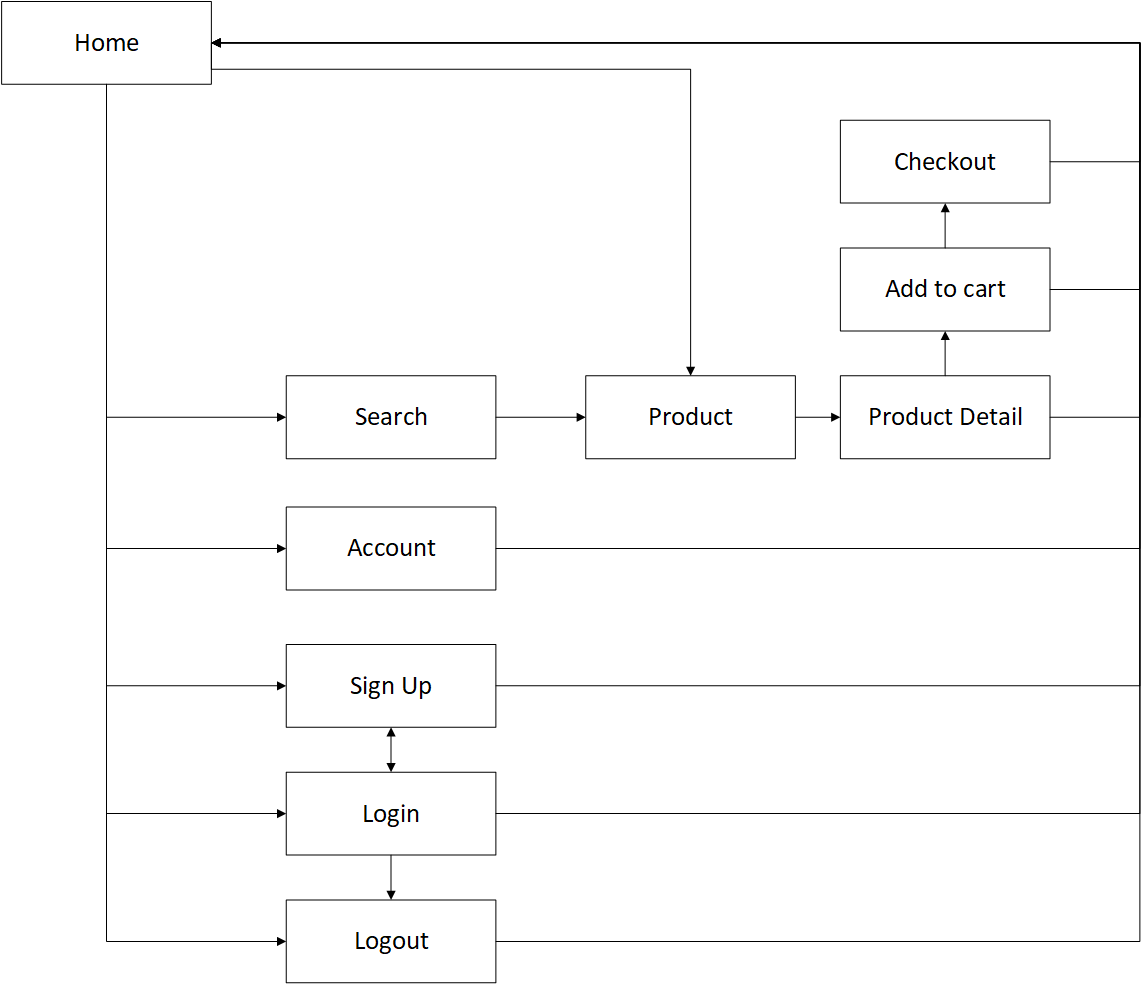 Home
Checkout
Add to cart
Search
Product
Product Detail
Account
Sign Up
Login
Logout